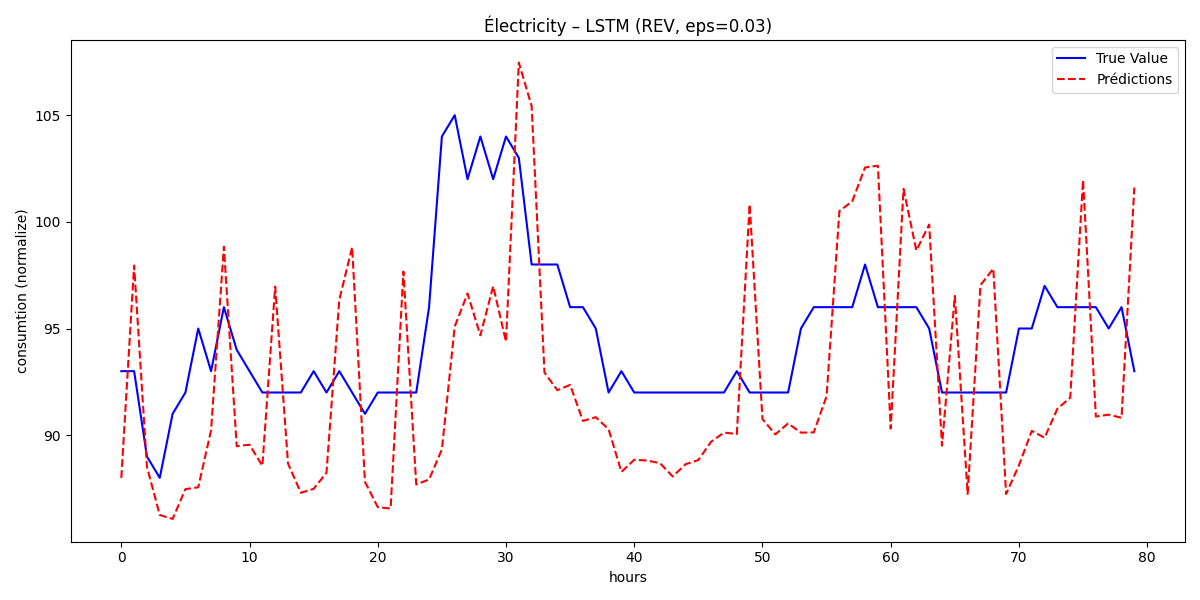 Électricity – LSTM (REV, eps=0.03)
True Value
Prédictions
consumtion (normalize)
105
100
95
90
0 10 20 30 40 50 60 70 80
hours